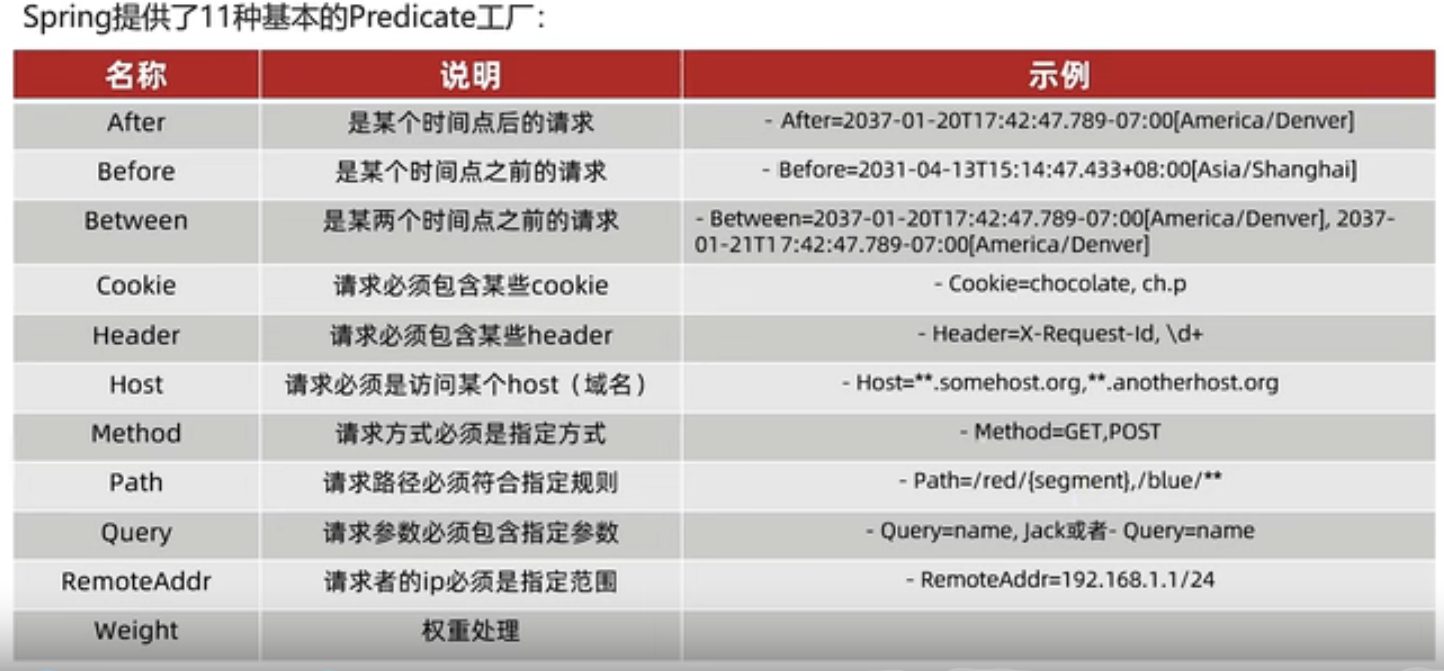 Spring提供了11种基本的Predicate工厂：
名称 说明 示例
After 是某个时间点后的请求 - After=2037-01-20T17:42:47.789-07:00[America/Denver]
Before 是某个时间点之前的请求 - Before=2031-04-13T15:14:47.433+08:00[Asia/Shanghai]
Between 是某两个时间点之前的请求 - Between=2037-01-20T17:42:47.789-07:00[America/Denver], 2037-
01-21T17:42:47.789-07:00[America/Denver]
Cookie 请求必须包含某些cookie - Cookie=chocolate, ch.p
Header 请求必须包含某些header - Header=X-Request-Id, \d+
Host 请求必须是访问某个host（域名） - Host=**.somehost.org,**.anotherhost.org
Method 请求方式必须是指定方式 - Method=GET,POST
Path 请求路径必须符合指定规则 - Path=/red/{segment},/blue/**
Query 请求参数必须包含指定参数 - Query=name, Jack或者- Query=name
RemoteAddr 请求者的ip必须是指定范围 - RemoteAddr=192.168.1.1/24
Weight 权重处理